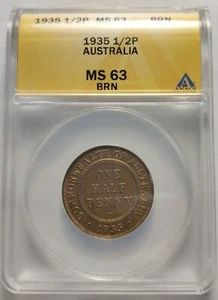 1935 1/2P MS 63 BRN
1935 1/2P
AUSTRALIA
MS 63
BRN
COMMONWEALTH OF AUSTRALIA
ONE
HALF
PENNY
1935